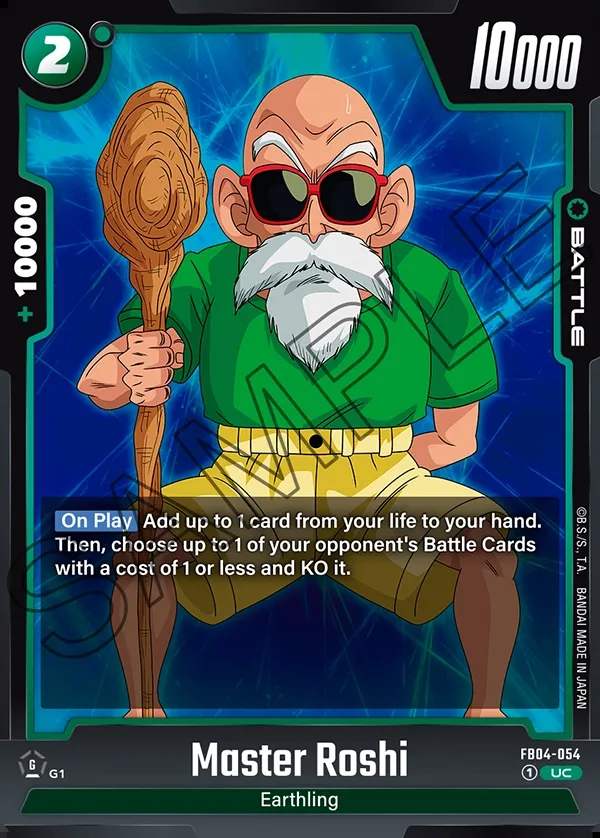 2
10000
+ 10000
BATTLE
SAMPLE
On Play Add up to 1 card from your life to your hand.
Then, choose up to 1 of your opponent's Battle Cards
with a cost of 1 or less and KO it.
©B.S./S., T.A. BANDAI MADE IN JAPAN
G G1
Master Roshi
FB04-054
1 UC
Earthling